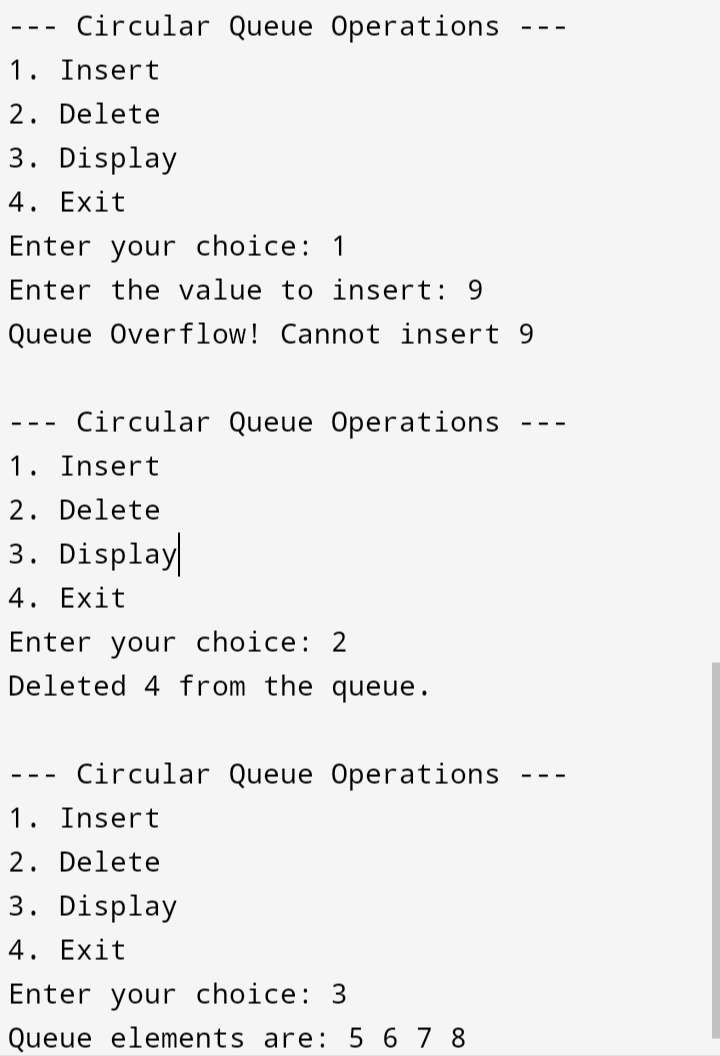 --- Circular Queue Operations ---
1. Insert
2. Delete
3. Display
4. Exit
Enter your choice: 1
Enter the value to insert: 9
Queue Overflow! Cannot insert 9
--- Circular Queue Operations ---
1. Insert
2. Delete
3. Display
4. Exit
Enter your choice: 2
Deleted 4 from the queue.
--- Circular Queue Operations ---
1. Insert
2. Delete
3. Display
4. Exit
Enter your choice: 3
Queue elements are: 5 6 7 8